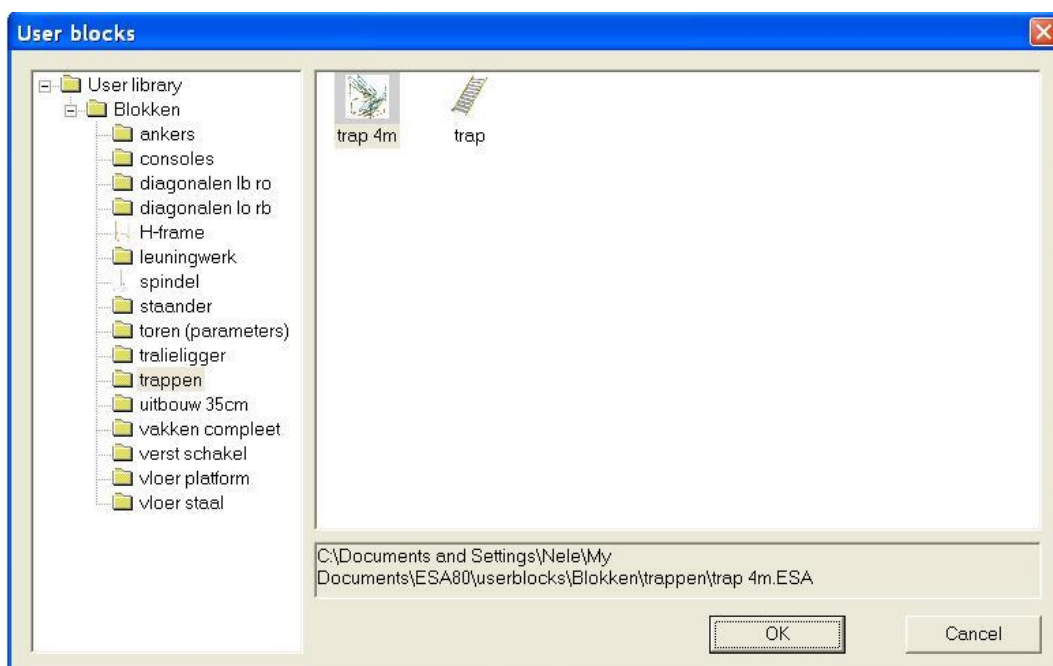 User blocks
User library
Blokken
ankers
consoles
diagonalen lb ro
diagonalen lo rb
H-frame
leuningwerk
spindel
staander
toren (parameters)
tralieligger
trappen
uitbouw 35cm
vakken compleet
verst schakel
vloer platform
vloer staal
trap 4m trap
C:\Documents and Settings\Nele\My
Documents\ESA80\userblocks\Blokken\trappen\trap 4m.ESA
OK Cancel